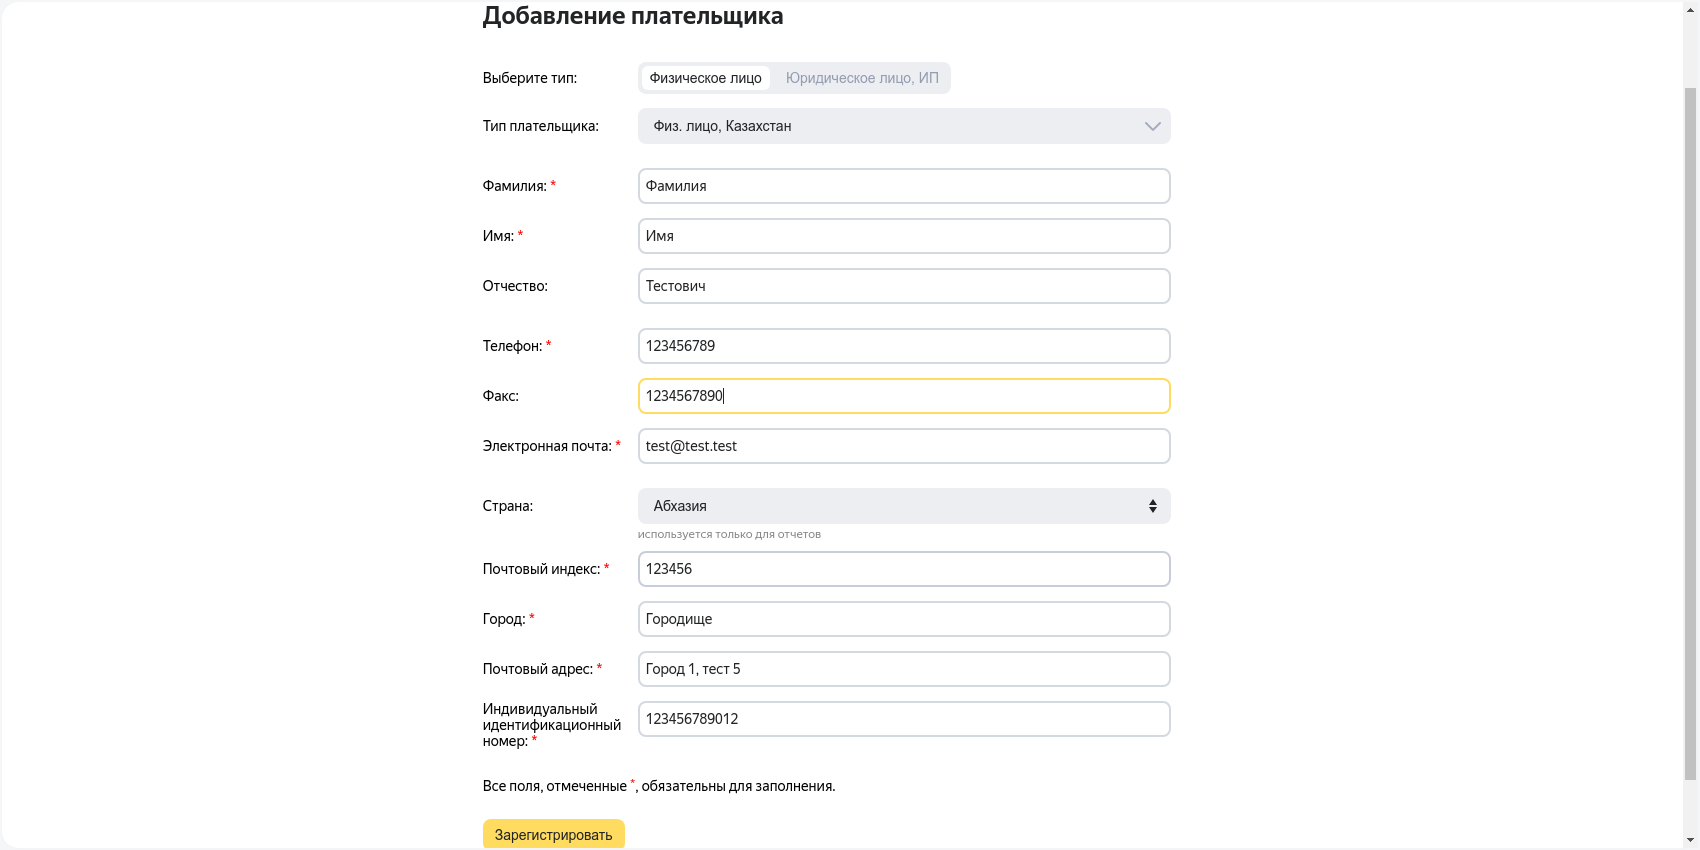 Добавление плательщика
Выберите тип: Физическое лицо Юридическое лицо, ИП
Тип плательщика: Физ. лицо, Казахстан
Фамилия: * Фамилия
Имя: * Имя
Отчество: Тестович
Телефон: * 123456789
Факс: 1234567890
Электронная почта: * test@test.test
Страна: Абхазия
используется только для отчетов
Почтовый индекс: * 123456
Город: * Городище
Почтовый адрес: * Город 1, тест 5
Индивидуальный
идентификационный
номер: * 123456789012
Все поля, отмеченные *, обязательны для заполнения.
Зарегистрировать